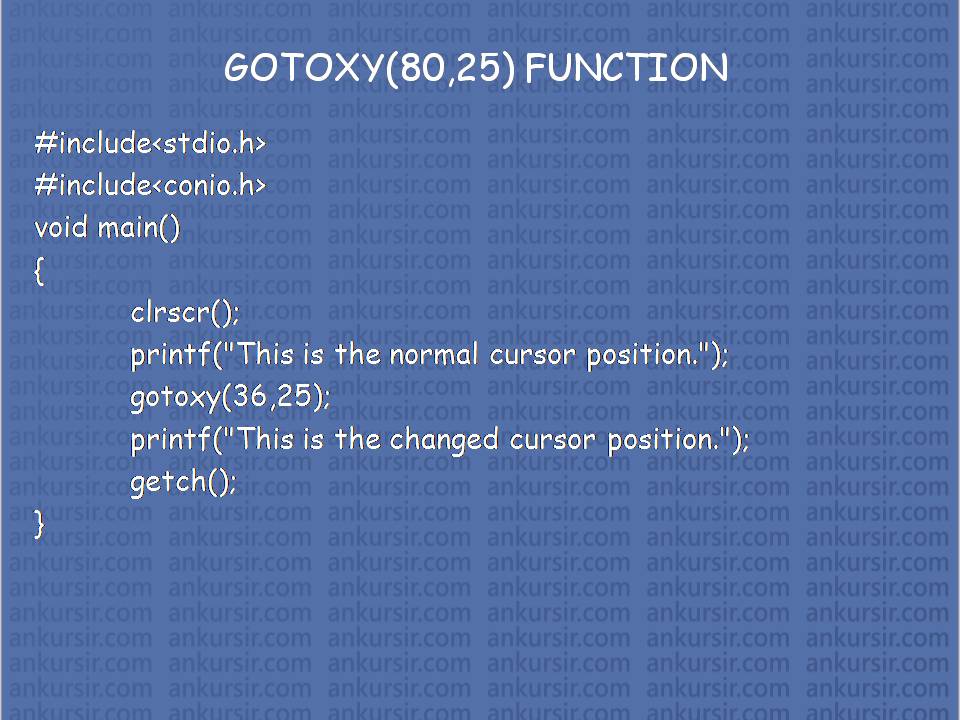 GOTOXY(80,25) FUNCTION
#include<stdio.h>
#include<conio.h>
void main()
{
clrscr();
printf("This is the normal cursor position.");
gotoxy(36,25);
printf("This is the changed cursor position.");
getch();
}
ankursir.com